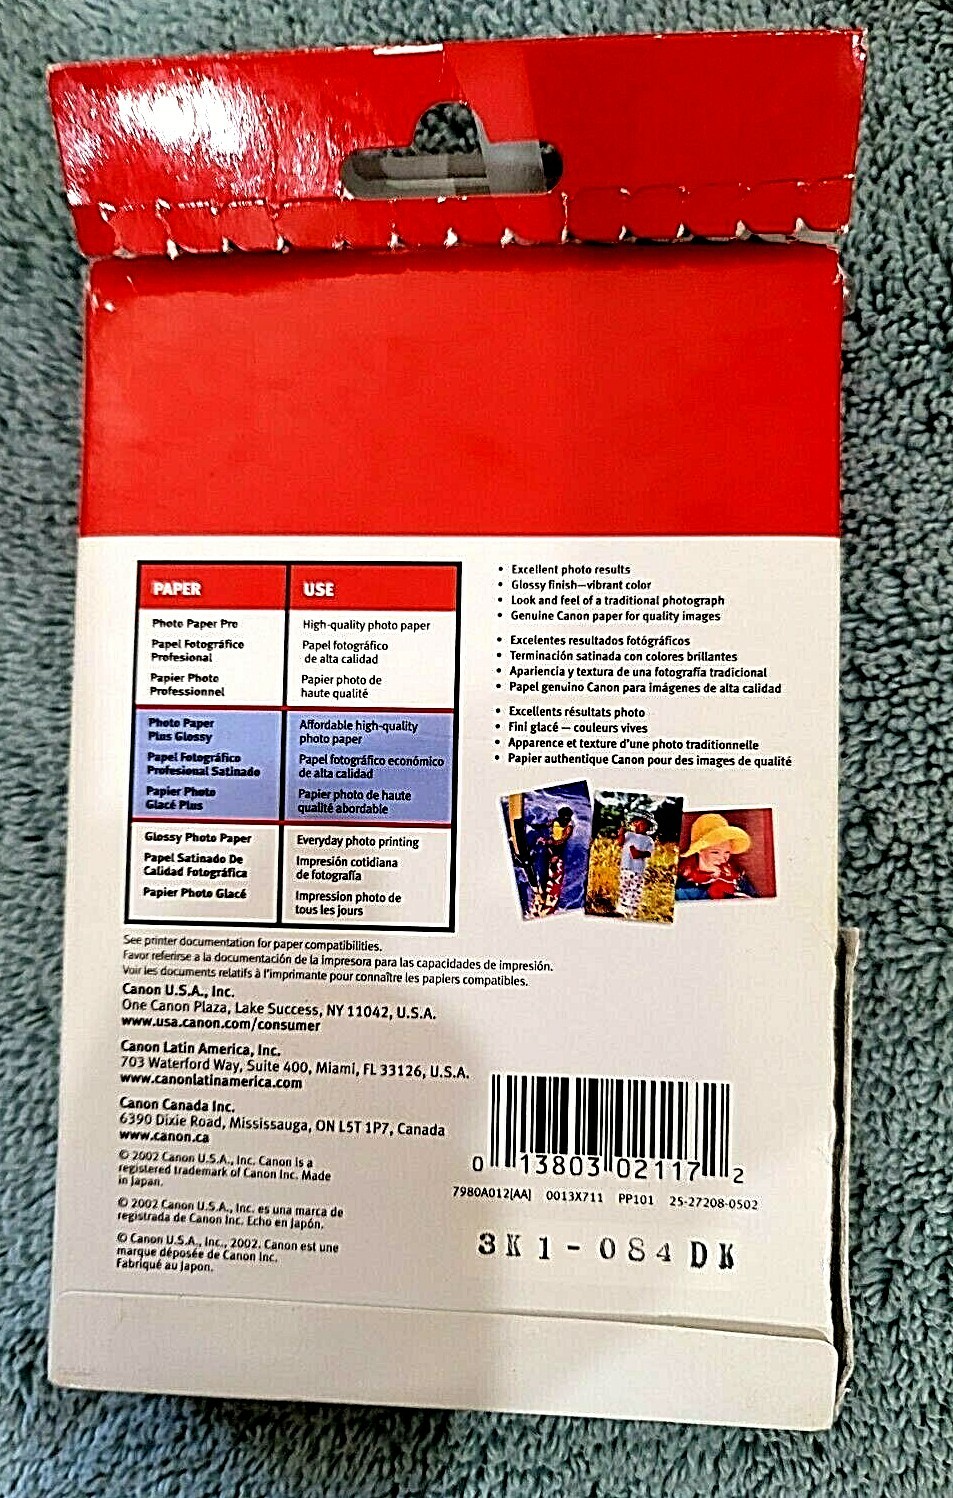 PAPER USE
Photo Paper Pro High-quality photo paper
Papel Fotográfico Papel fotográfico
Profesional de alta calidad
Papier Photo Papier photo de
Professionnel haute qualité
Photo Paper Affordable high-quality
Plus Glossy photo paper
Papel Fotográfico Papel fotográfico económico
Profesional Satinado de alta calidad
Papier Photo Papier photo de haute
Glacé Plus qualité abordable
Glossy Photo Paper Everyday photo printing
Papel Satinado De Impresión cotidiana
Calidad Fotográfica de fotografía
Papier Photo Glacé Impression photo de
tous les jours
• Excellent photo results
• Glossy finish—vibrant color
• Look and feel of a traditional photograph
• Genuine Canon paper for quality images
• Excelentes resultados fotógráficos
• Terminación satinada con colores brillantes
• Apariencia y textura de una fotografía tradicional
• Papel genuino Canon para imágenes de alta calidad
• Excellents résultats photo
• Fini glacé — couleurs vives
• Apparence et texture d'une photo traditionnelle
• Papier authentique Canon pour des images de qualité
See printer documentation for paper compatibilities.
Favor referirse a la documentación de la impresora para las capacidades de impresión.
Voir les documents relatifs à l'imprimante pour connaître les papiers compatibles.
Canon U.S.A., Inc.
One Canon Plaza, Lake Success, NY 11042, U.S.A.
www.usa.canon.com/consumer
Canon Latin America, Inc.
703 Waterford Way, Suite 400, Miami, FL 33126, U.S.A.
www.canonlatinamerica.com
Canon Canada Inc.
6390 Dixie Road, Mississauga, ON L5T 1P7, Canada
www.canon.ca
© 2002 Canon U.S.A., Inc. Canon is a
registered trademark of Canon Inc. Made
in Japan.
© 2002 Canon U.S.A., Inc. es una marca de
registrada de Canon Inc. Echo en Japón.
© Canon U.S.A., Inc., 2002. Canon est une
marque déposée de Canon Inc.
Fabriqué au Japon.
0 13803 02117 2
7980A012[AA] 0013X711 PP101 25-27208-0502
3K1-084DK